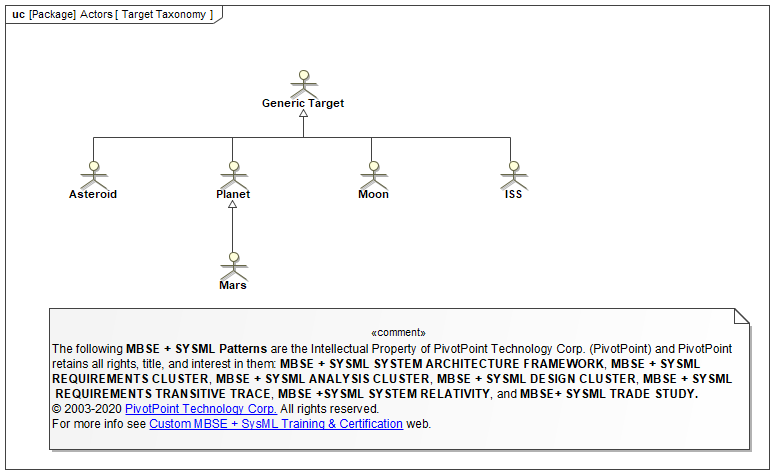 uc [Package] Actors [ Target Taxonomy ]
Generic Target
Asteroid Planet Moon ISS
Mars
«comment»
The following MBSE + SYSML Patterns are the Intellectual Property of PivotPoint Technology Corp. (PivotPoint) and PivotPoint
retains all rights, title, and interest in them: MBSE + SYSML SYSTEM ARCHITECTURE FRAMEWORK, MBSE + SYSML
REQUIREMENTS CLUSTER, MBSE + SYSML ANALYSIS CLUSTER, MBSE + SYSML DESIGN CLUSTER, MBSE + SYSML
REQUIREMENTS TRANSITIVE TRACE, MBSE +SYSML SYSTEM RELATIVITY, and MBSE+ SYSML TRADE STUDY.
© 2003-2020 PivotPoint Technology Corp. All rights reserved.
For more info see Custom MBSE + SysML Training & Certification web.